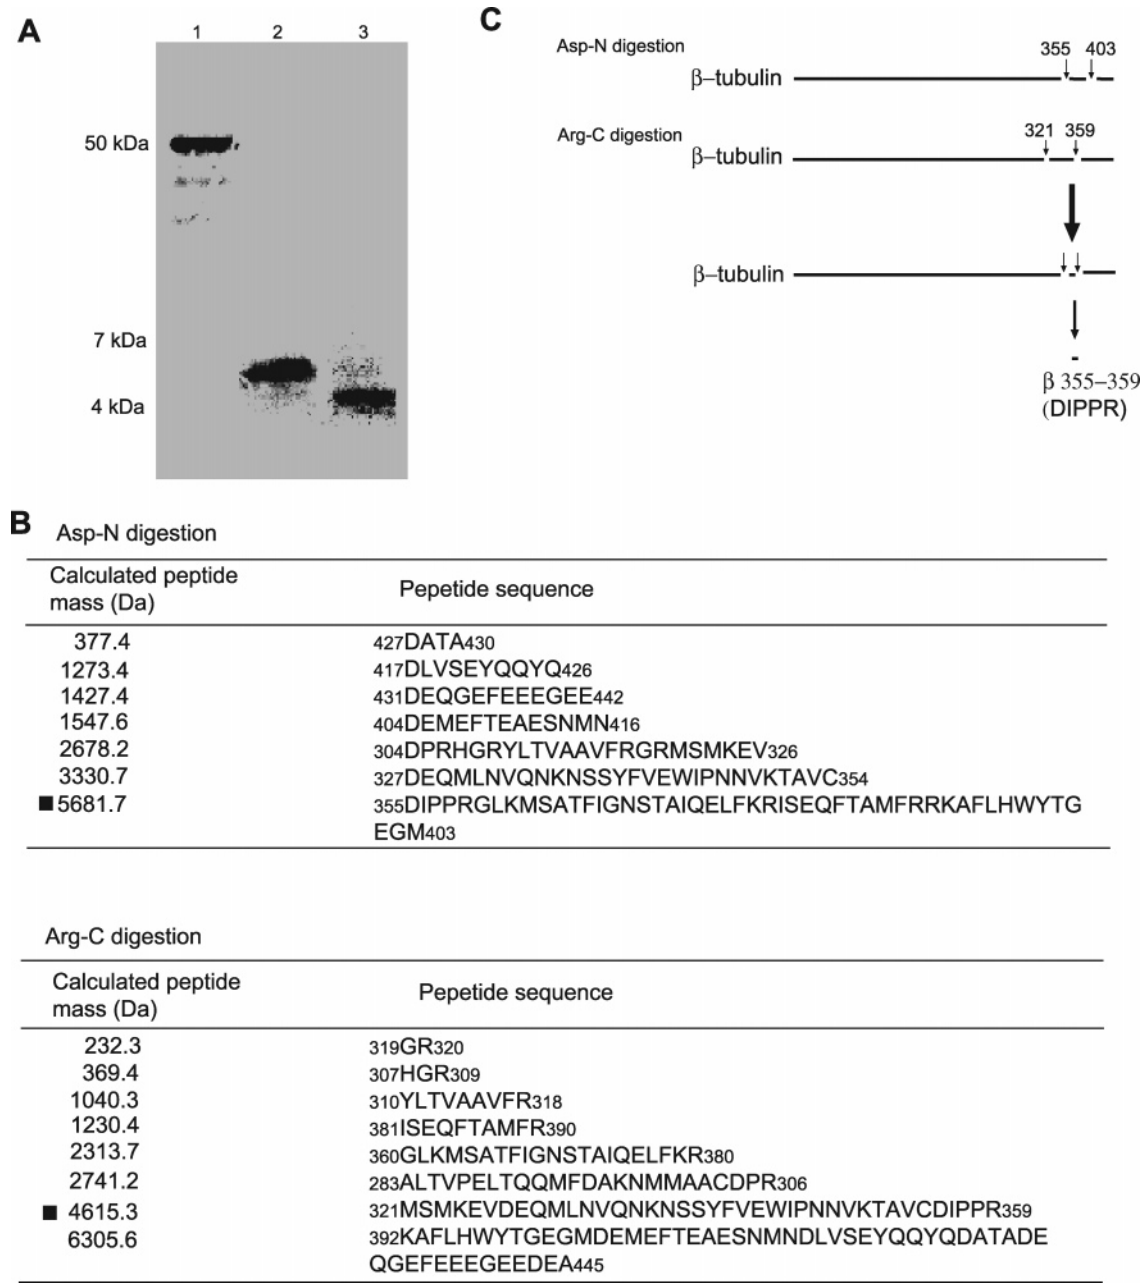 A
1 2 3
50 kDa
7 kDa
4 kDa
C
Asp-N digestion
355 403
β–tubulin
Arg-C digestion
321 359
β–tubulin
β–tubulin
β 355–359
(DIPPR)
B
Asp-N digestion
Calculated peptide
mass (Da)
Pepetide sequence
377.4 427DATA430
1273.4 417DLVSEYQQYQ426
1427.4 431DEQGEFEEEGEE442
1547.6 404DEMEFTEAESNMN416
2678.2 304DPRHGRYLTVAAVFRGRMSMKEV326
3330.7 327DEQMLNVQNKNSSYFVEWIPNNVKTAVC354
■5681.7 355DIPPRGLKMSATFIGNSTAIQELFKRISEQFTAMFRRKAFLHWYTG
EGM403
Arg-C digestion
Calculated peptide
mass (Da)
Pepetide sequence
232.3 319GR320
369.4 307HGR309
1040.3 310YLTVAAVFR318
1230.4 381ISEQFTAMFR390
2313.7 360GLKMSATFIGNSTAIQELFKR380
2741.2 283ALTVPELTQQMFDAKNMMAACDPR306
■ 4615.3 321MSMKEVDEQMLNVQNKNSSYFVEWIPNNVKTAVCDIPPR359
6305.6 392KAFLHWYTGEGMDEMEFTEAESNMNDLVSEYQQYQDATADE
QGEFEEEGEEDEA445